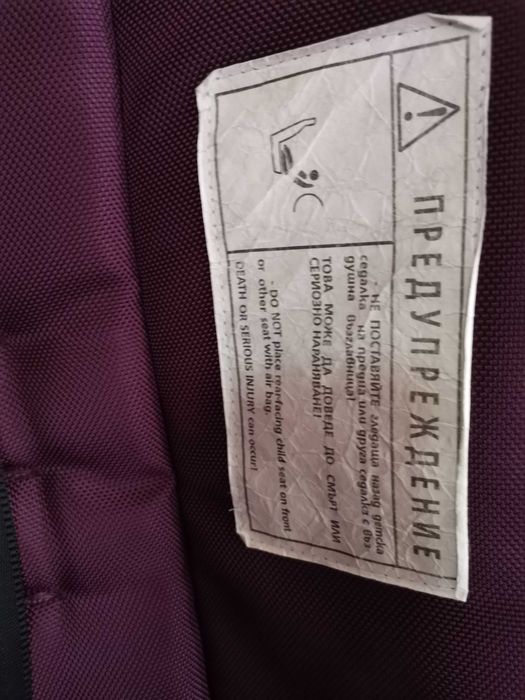 ПРЕДУПРЕЖДЕНИЕ
- НЕ ПОСТАВЯЙТЕ гледаща назад детска
седалка на предна или друга седалка с въз-
душна възглавница!
ТОВА МОЖЕ ДА ДОВЕДЕ ДО СМЪРТ ИЛИ
СЕРИОЗНО НАРАНЯВАНЕ!
- DO NOT place rear-facing child seat on front
or other seat with air bag.
DEATH OR SERIOUS INJURY can occur!